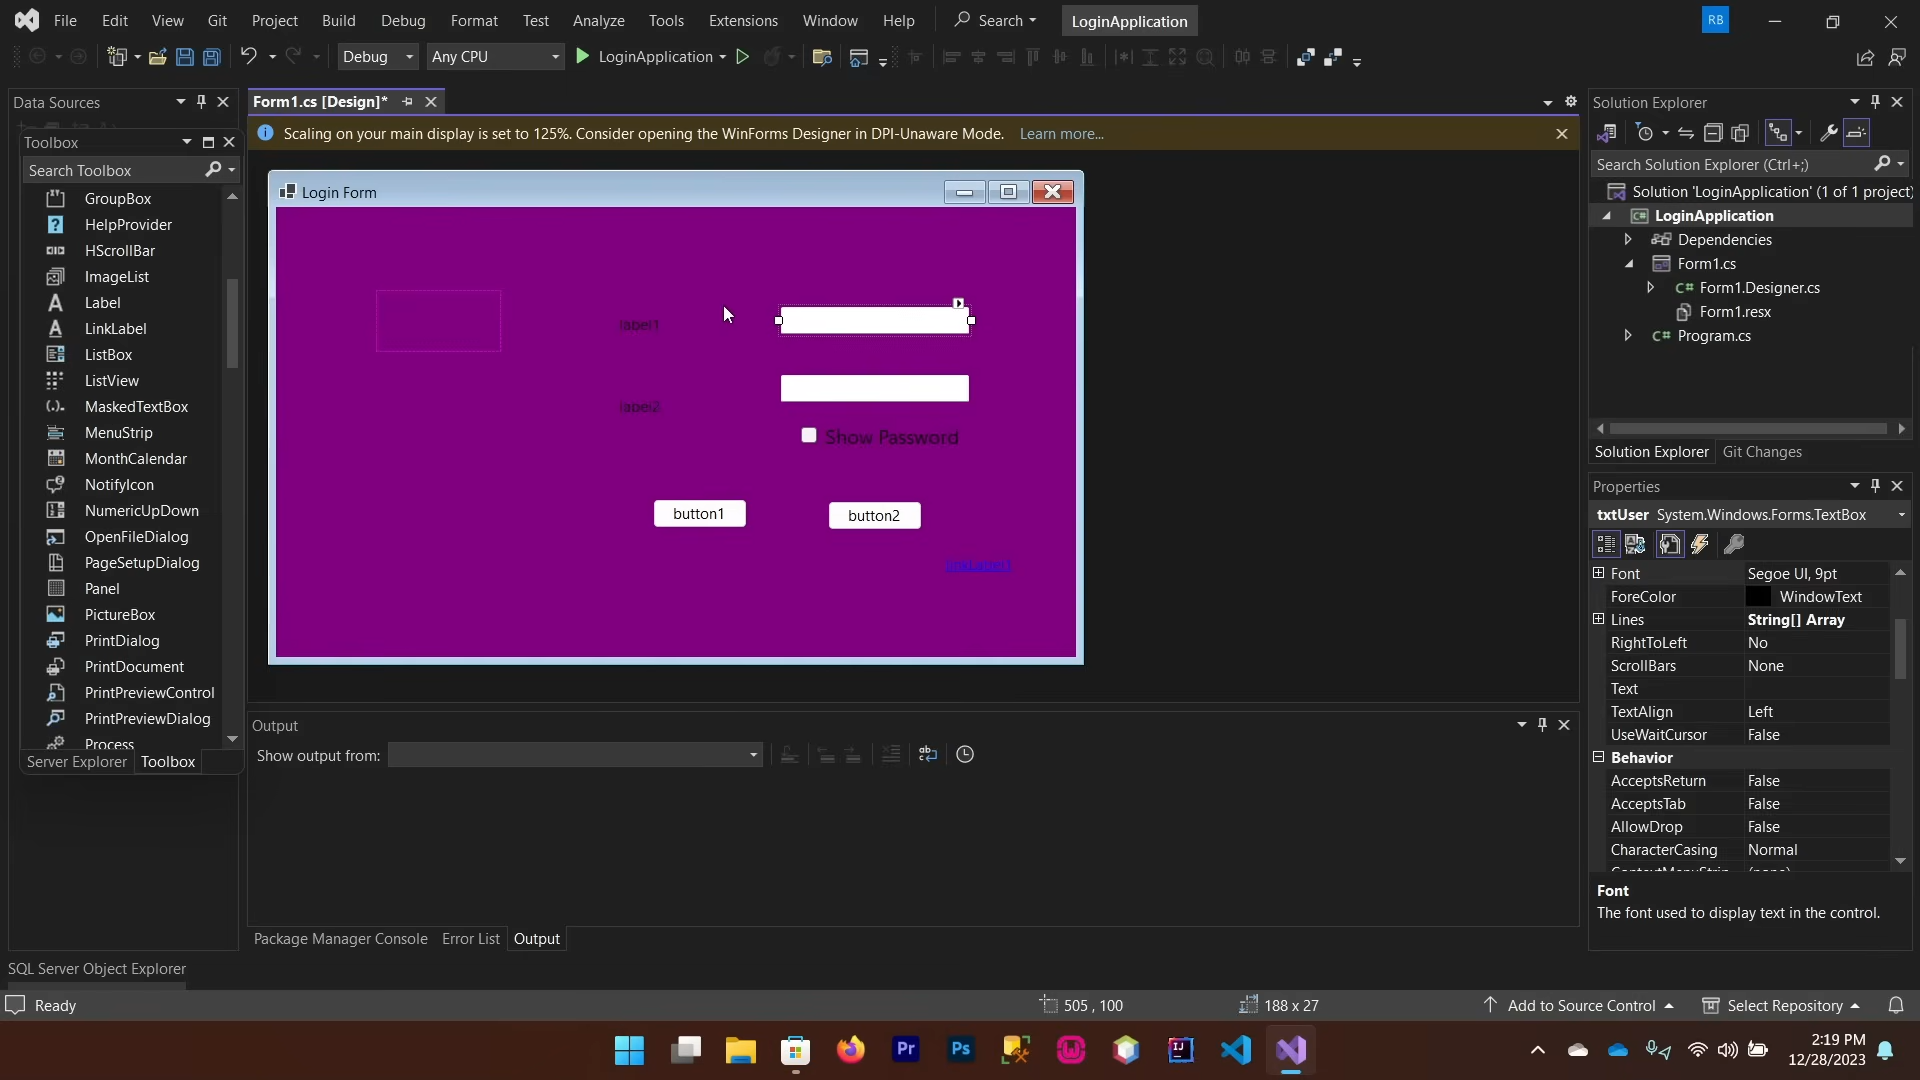 File Edit View Git Project Build Debug Format Test Analyze Tools Extensions Window Help Search LoginApplication RB
Debug Any CPU LoginApplication
Data Sources
Toolbox
Search Toolbox
GroupBox
HelpProvider
HScrollBar
ImageList
Label
LinkLabel
ListBox
ListView
MaskedTextBox
MenuStrip
MonthCalendar
NotifyIcon
NumericUpDown
OpenFileDialog
PageSetupDialog
Panel
PictureBox
PrintDialog
PrintDocument
PrintPreviewControl
PrintPreviewDialog
Process
Server Explorer Toolbox
SQL Server Object Explorer
Form1.cs [Design]*
Scaling on your main display is set to 125%. Consider opening the WinForms Designer in DPI-Unaware Mode. Learn more...
Login Form
label1
label2
Show Password
button1 button2
linkLabel1
Output
Show output from:
Package Manager Console Error List Output
Solution Explorer
Search Solution Explorer (Ctrl+;)
Solution 'LoginApplication' (1 of 1 project)
LoginApplication
Dependencies
Form1.cs
Form1.Designer.cs
Form1.resx
Program.cs
Solution Explorer Git Changes
Properties
txtUser System.Windows.Forms.TextBox
Font Segoe UI, 9pt
ForeColor WindowText
Lines String[] Array
RightToLeft No
ScrollBars None
Text
TextAlign Left
UseWaitCursor False
Behavior
AcceptsReturn False
AcceptsTab False
AllowDrop False
CharacterCasing Normal
Font
The font used to display text in the control.
Ready 505 , 100 188 x 27 Add to Source Control Select Repository
Pr Ps IJ
2:19 PM
12/28/2023